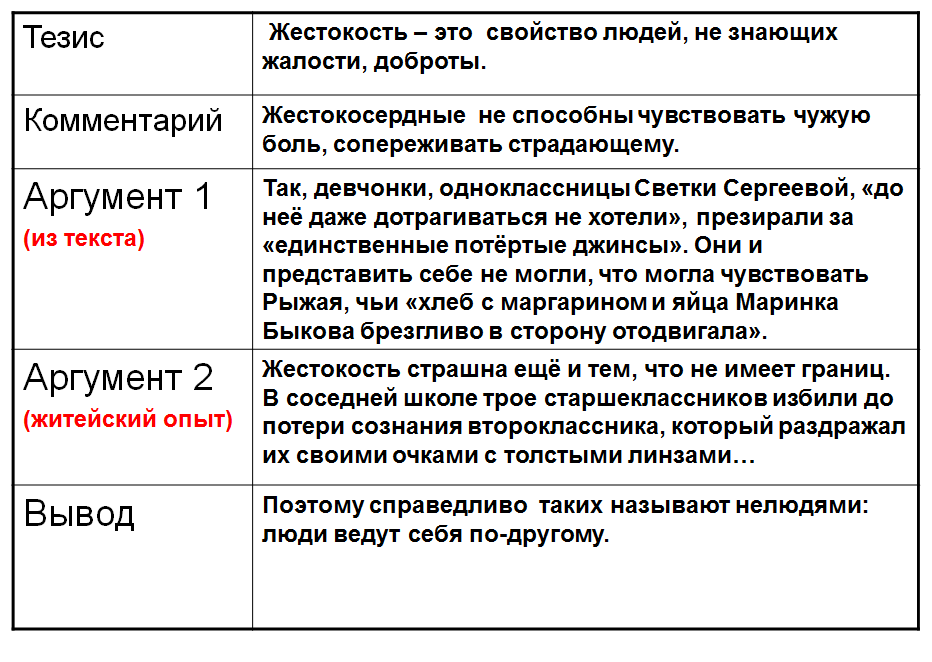 Тезис
Жестокость – это свойство людей, не знающих
жалости, доброты.
Комментарий
Жестокосердные не способны чувствовать чужую
боль, сопереживать страдающему.
Аргумент 1
(из текста)
Так, девчонки, одноклассницы Светки Сергеевой, «до
неё даже дотрагиваться не хотели», презирали за
«единственные потёртые джинсы». Они и
представить себе не могли, что могла чувствовать
Рыжая, чьи «хлеб с маргарином и яйца Маринка
Быкова брезгливо в сторону отодвигала».
Аргумент 2
(житейский опыт)
Жестокость страшна ещё и тем, что не имеет границ.
В соседней школе трое старшеклассников избили до
потери сознания второклассника, который раздражал
их своими очками с толстыми линзами…
Вывод
Поэтому справедливо таких называют нелюдями:
люди ведут себя по-другому.